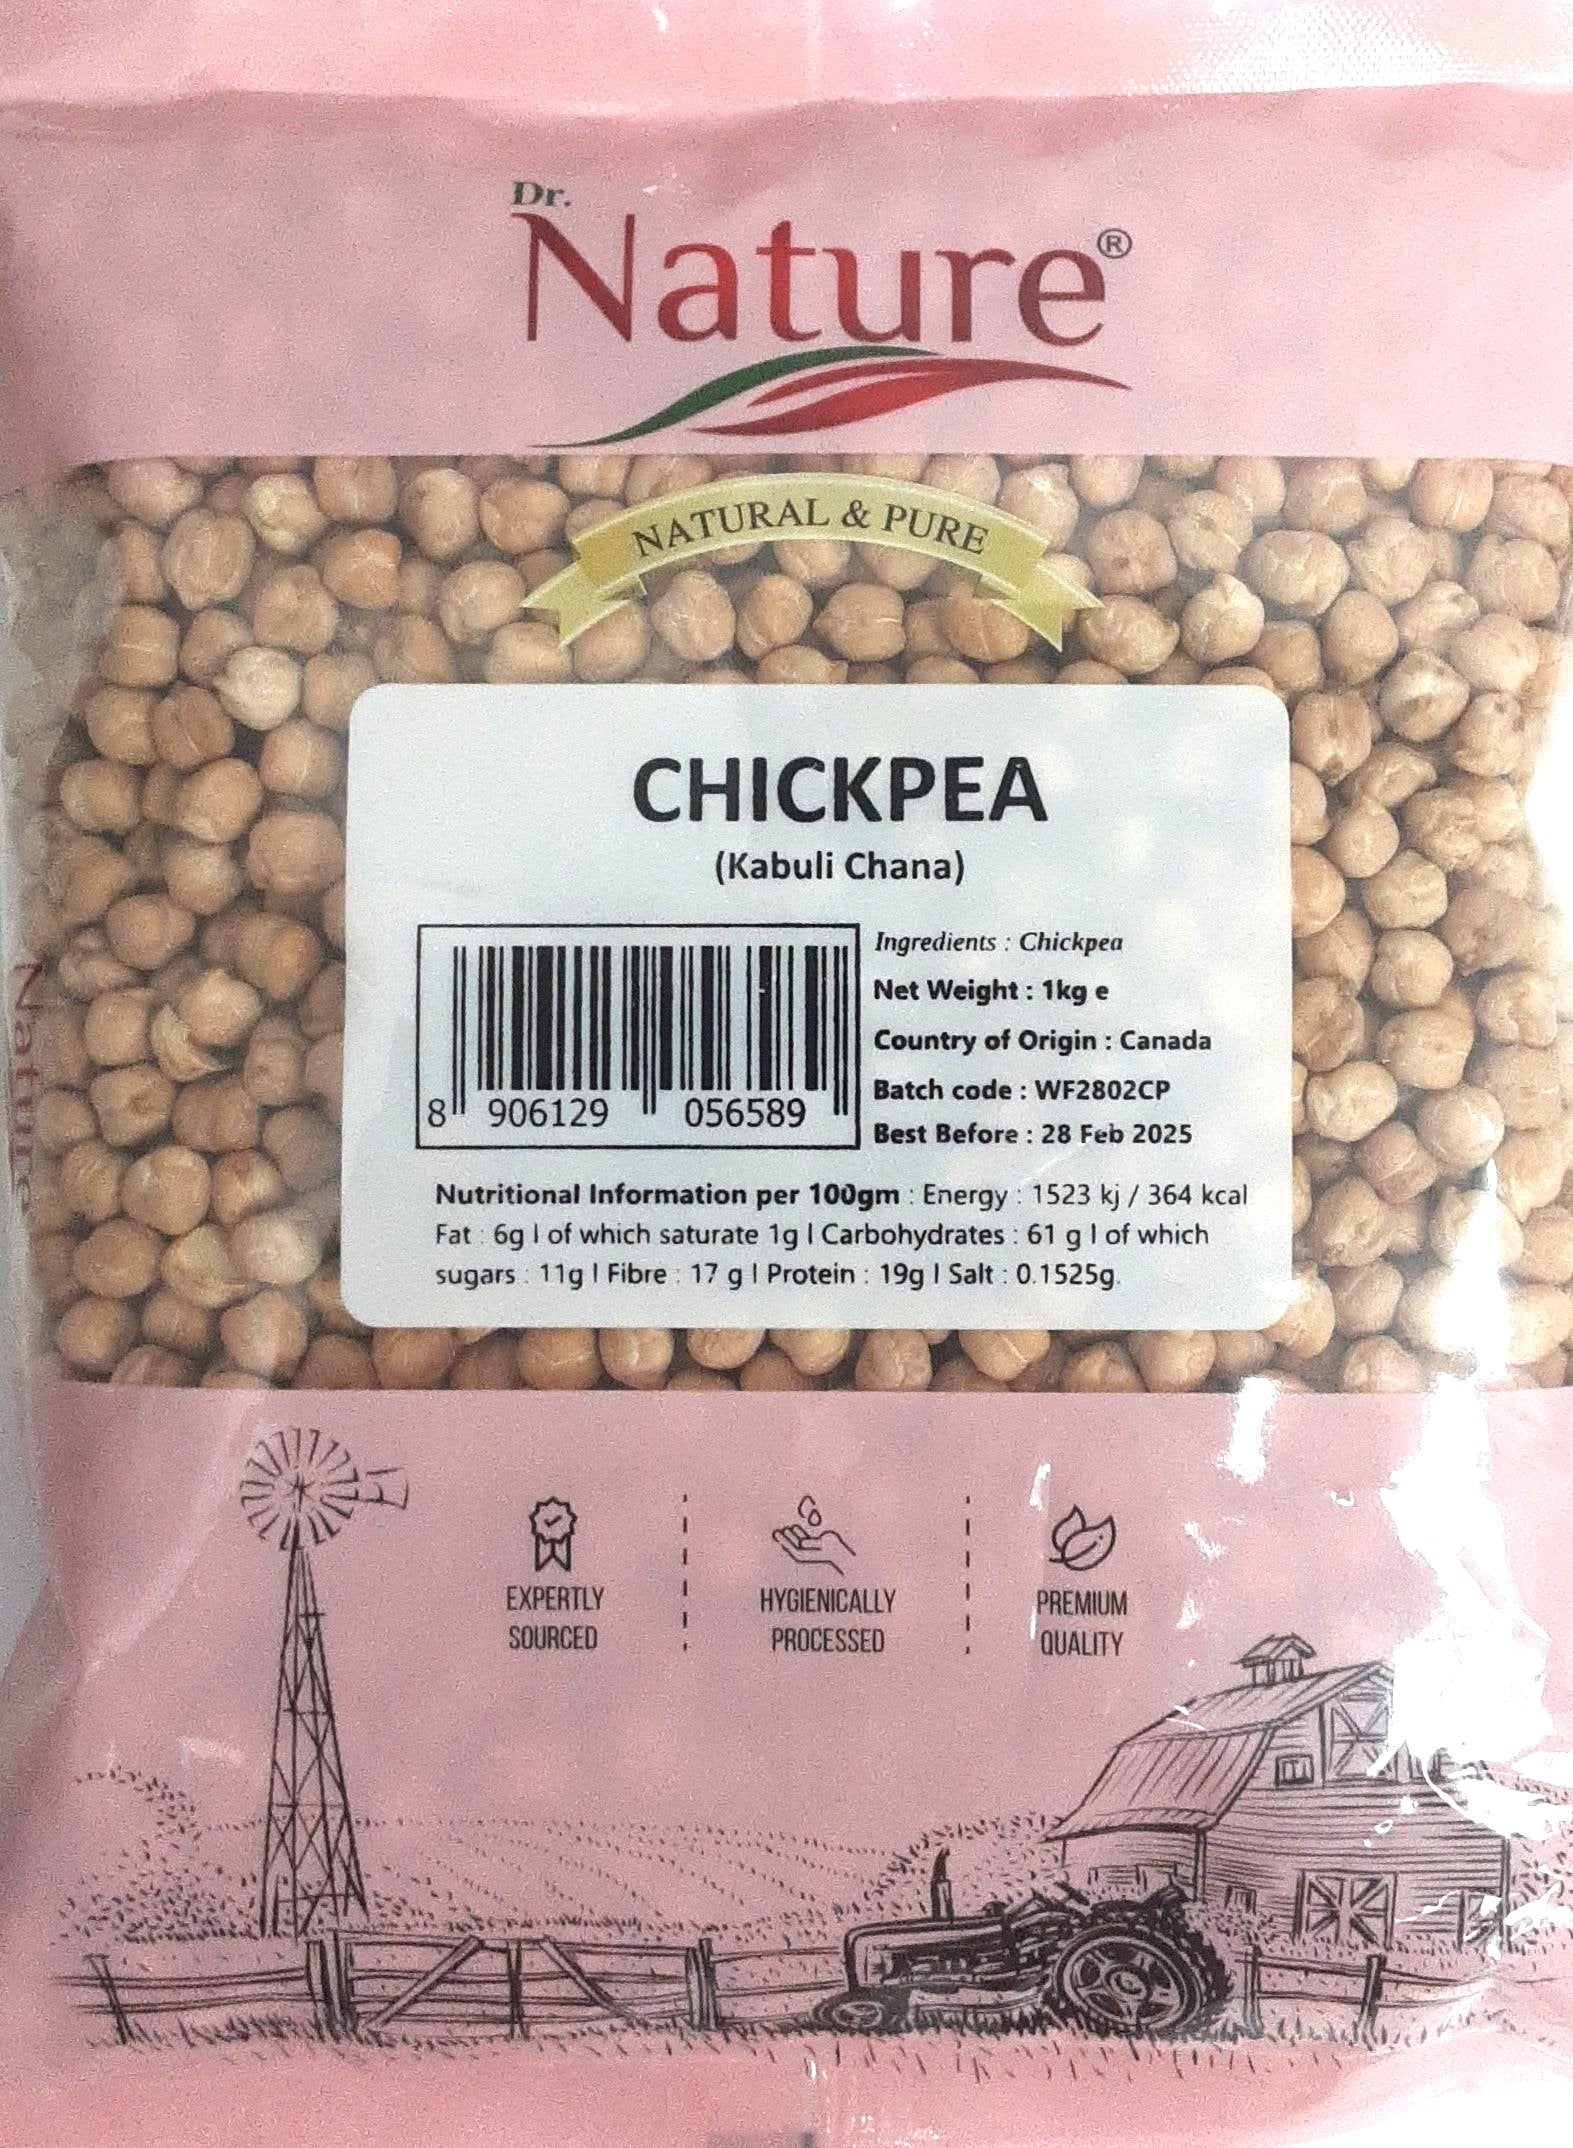 Dr.
Nature®
NATURAL & PURE
CHICKPEA
(Kabuli Chana)
Ingredients : Chickpea
Net Weight : 1kg e
Country of Origin : Canada
Batch code : WF2802CP
Best Before : 28 Feb 2025
8 906129 056589
Nutritional Information per 100gm : Energy : 1523 kj / 364 kcal
Fat : 6g l of which saturate 1g l Carbohydrates : 61 g l of which
sugars : 11g l Fibre : 17 g l Protein : 19g l Salt : 0.1525g.
EXPERTLY
SOURCED
HYGIENICALLY
PROCESSED
PREMIUM
QUALITY
Nature